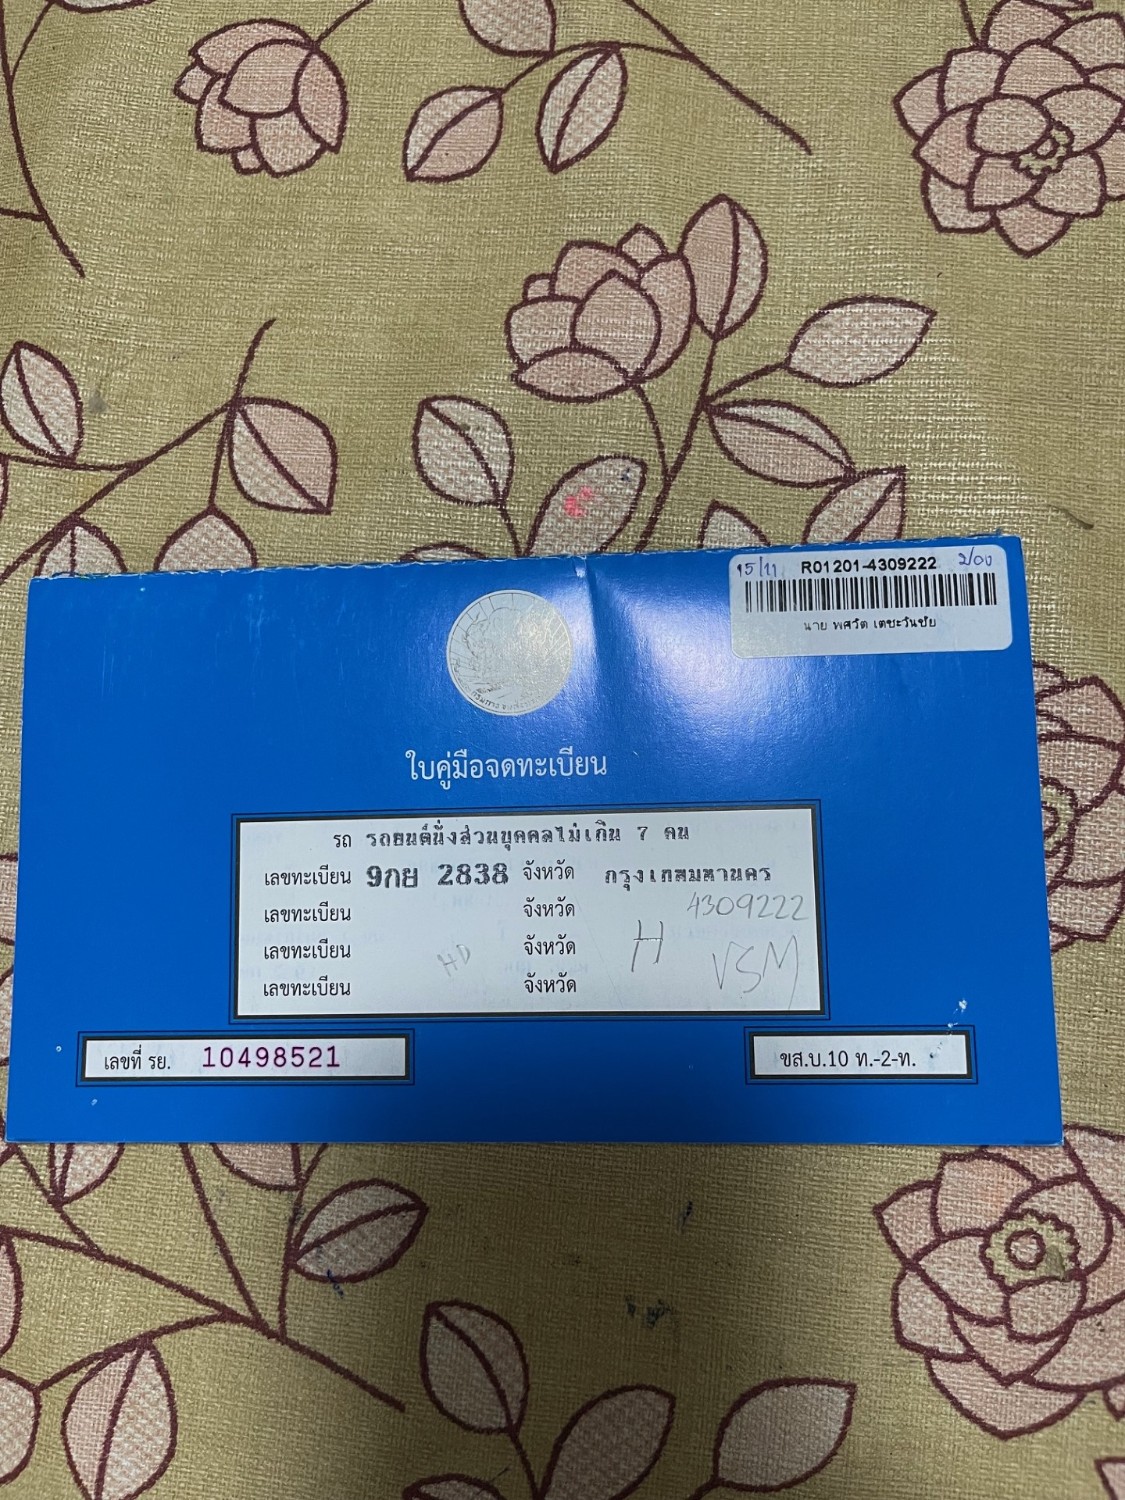 15/11 R01201-4309222
นาย พศวัต เตชะวันชัย
ใบคู่มือจดทะเบียน
รถ รถยนต์นั่งส่วนบุคคลไม่เกิน 7 คน
เลขทะเบียน 9กย 2838 จังหวัด กรุงเทพมหานคร
เลขทะเบียน จังหวัด 4309222
เลขทะเบียน HD จังหวัด H VSM
เลขทะเบียน จังหวัด
เลขที่ รย. 10498521
ขส.บ.10 ท.-2-ท.